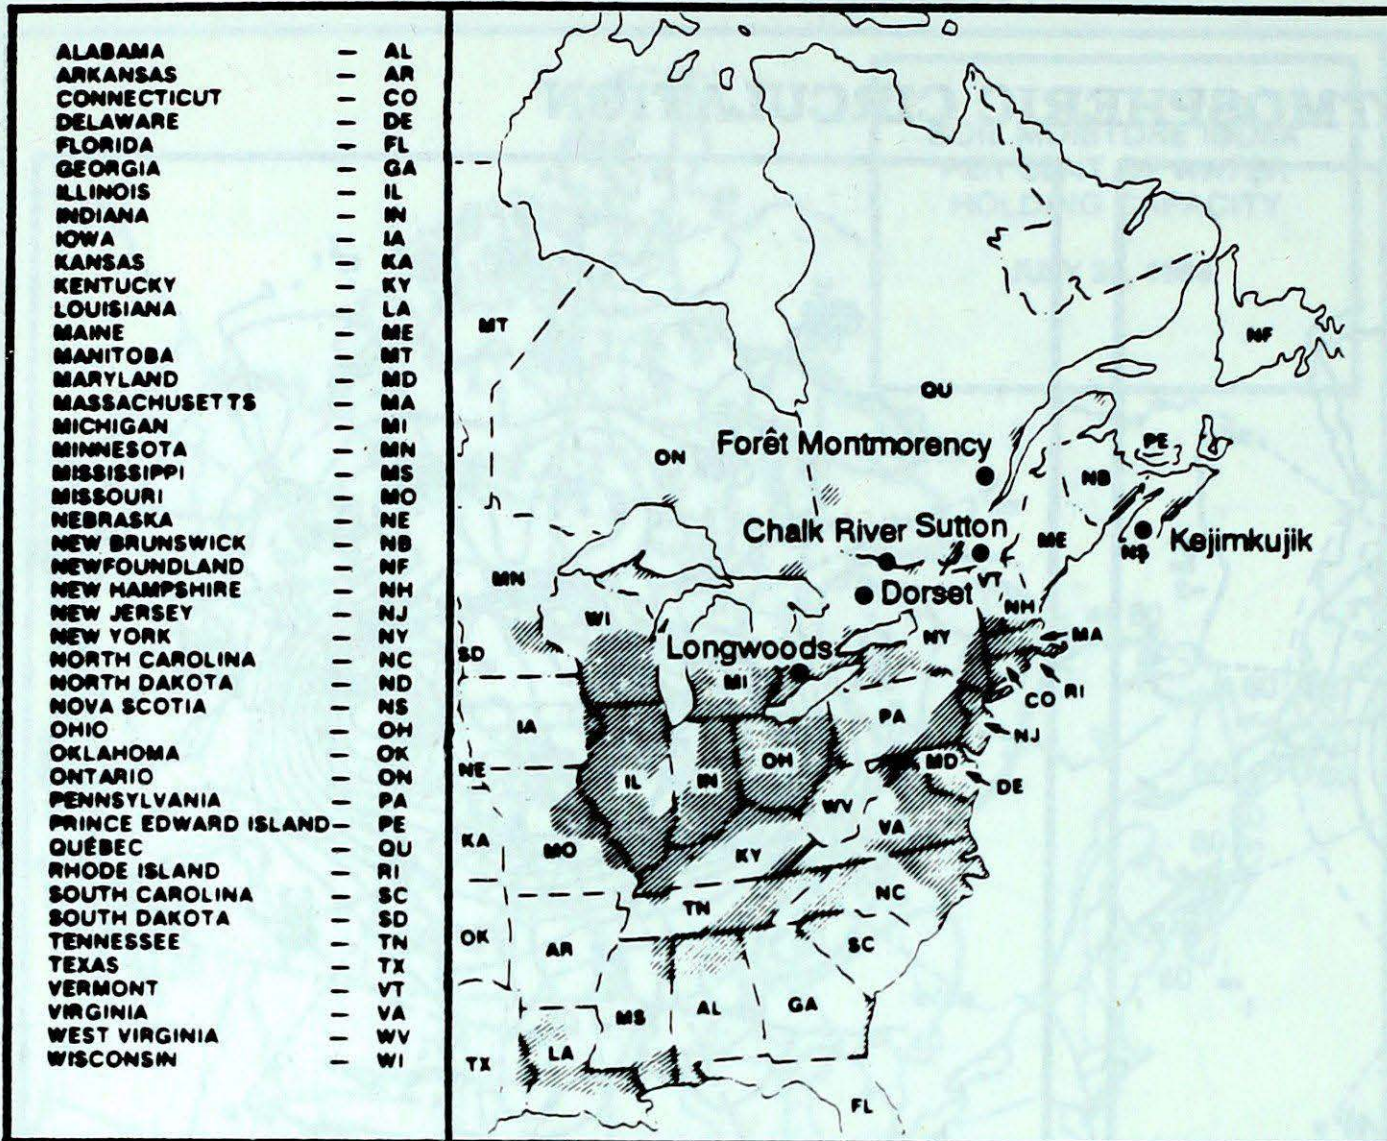 ALABAMA — AL
ARKANSAS — AR
CONNECTICUT — CO
DELAWARE — DE
FLORIDA — FL
GEORGIA — GA
ILLINOIS — IL
INDIANA — IN
IOWA — IA
KANSAS — KA
KENTUCKY — KY
LOUISIANA — LA
MAINE — ME
MANITOBA — MT
MARYLAND — MD
MASSACHUSETTS — MA
MICHIGAN — MI
MINNESOTA — MN
MISSISSIPPI — MS
MISSOURI — MO
NEBRASKA — NE
NEW BRUNSWICK — NB
NEWFOUNDLAND — NF
NEW HAMPSHIRE — NH
NEW JERSEY — NJ
NEW YORK — NY
NORTH CAROLINA — NC
NORTH DAKOTA — ND
NOVA SCOTIA — NS
OHIO — OH
OKLAHOMA — OK
ONTARIO — ON
PENNSYLVANIA — PA
PRINCE EDWARD ISLAND — PE
QUÉBEC — QU
RHODE ISLAND — RI
SOUTH CAROLINA — SC
SOUTH DAKOTA — SD
TENNESSEE — TN
TEXAS — TX
VERMONT — VT
VIRGINIA — VA
WEST VIRGINIA — WV
WISCONSIN — WI
MT
NF
QU
ON
Forêt Montmorency
PE
NB
Chalk River
Sutton
ME
NS
Kejimkujik
MN
VT
Dorset
NH
WI
NY
MA
SD
Longwoods
MI
CO
RI
IA
PA
NJ
NE
IL
IN
OH
MD
DE
WV
KA
MO
KY
VA
TN
NC
OK
AR
SC
MS
AL
GA
LA
TX
FL